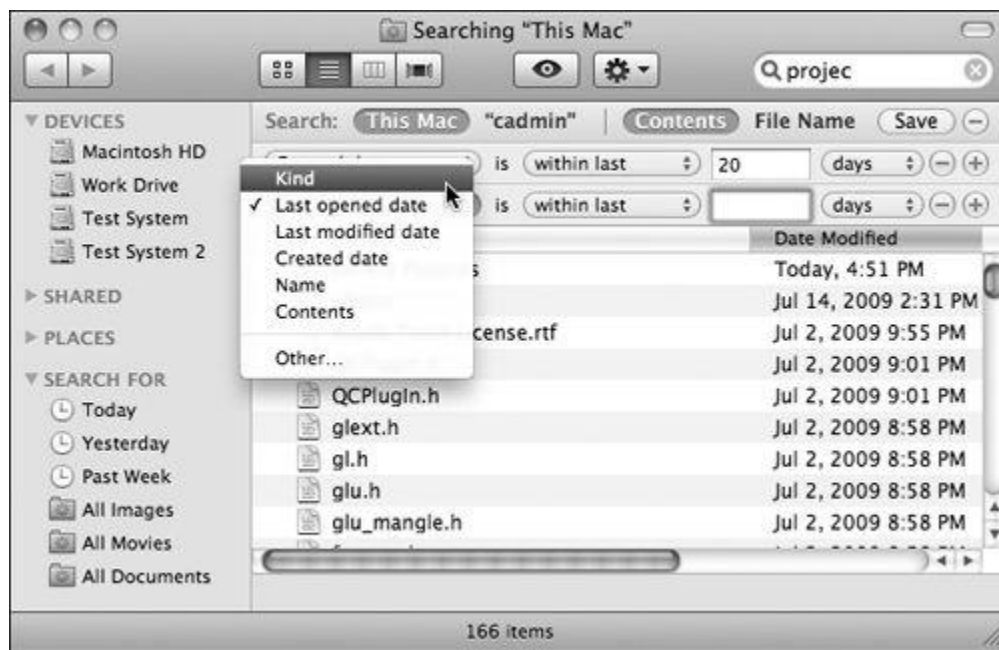 Searching "This Mac"
projec
DEVICES
Macintosh HD
Work Drive
Test System
Test System 2
SHARED
PLACES
SEARCH FOR
Today
Yesterday
Past Week
All Images
All Movies
All Documents
Search: This Mac "cadmin" Contents File Name Save
is within last 20 days
is within last days
Kind
✓ Last opened date
Last modified date
Created date
Name
Contents
Other...
Date Modified
s Today, 4:51 PM
Jul 14, 2009 2:31 PM
cense.rtf Jul 2, 2009 9:55 PM
Jul 2, 2009 9:01 PM
QCPlugIn.h Jul 2, 2009 9:01 PM
glext.h Jul 2, 2009 8:58 PM
gl.h Jul 2, 2009 8:58 PM
glu.h Jul 2, 2009 8:58 PM
glu_mangle.h Jul 2, 2009 8:58 PM
166 items